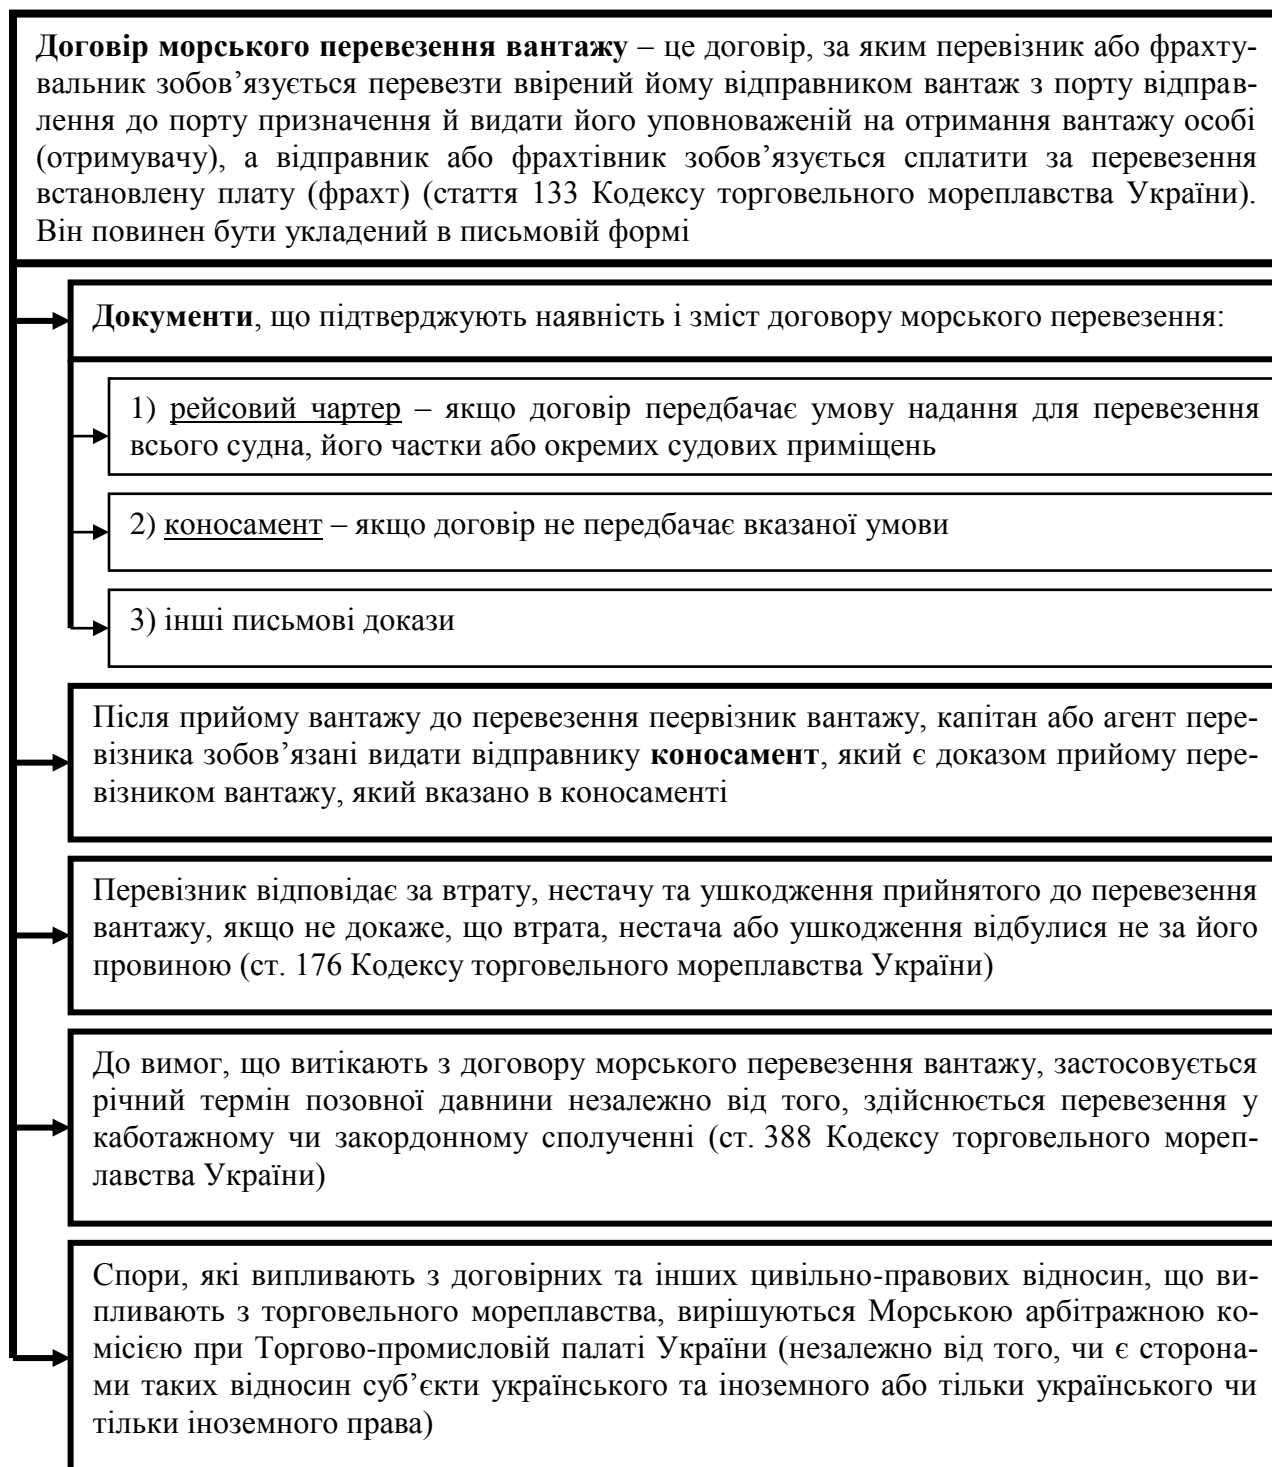 Договір морського перевезення вантажу – це договір, за яким перевізник або фрахту-
вальник зобов’язується перевезти ввірений йому відправником вантаж з порту відправ-
лення до порту призначення й видати його уповноваженій на отримання вантажу особі
(отримувачу), а відправник або фрахтівник зобов’язується сплатити за перевезення
встановлену плату (фрахт) (стаття 133 Кодексу торговельного мореплавства України).
Він повинен бути укладений в письмовій формі
Документи, що підтверджують наявність і зміст договору морського перевезення:
1) рейсовий чартер – якщо договір передбачає умову надання для перевезення
всього судна, його частки або окремих судових приміщень
2) коносамент – якщо договір не передбачає вказаної умови
3) інші письмові докази
Після прийому вантажу до перевезення пеервізник вантажу, капітан або агент пере-
візника зобов’язані видати відправнику коносамент, який є доказом прийому пере-
візником вантажу, який вказано в коносаменті
Перевізник відповідає за втрату, нестачу та ушкодження прийнятого до перевезення
вантажу, якщо не докаже, що втрата, нестача або ушкодження відбулися не за його
провиною (ст. 176 Кодексу торговельного мореплавства України)
До вимог, що витікають з договору морського перевезення вантажу, застосовується
річний термін позовної давнини незалежно від того, здійснюється перевезення у
каботажному чи закордонному сполученні (ст. 388 Кодексу торговельного мореп-
лавства України)
Спори, які випливають з договірних та інших цивільно-правових відносин, що ви-
пливають з торговельного мореплавства, вирішуються Морською арбітражною ко-
місією при Торгово-промисловій палаті України (незалежно від того, чи є сторона-
ми таких відносин суб’єкти українського та іноземного або тільки українського чи
тільки іноземного права)